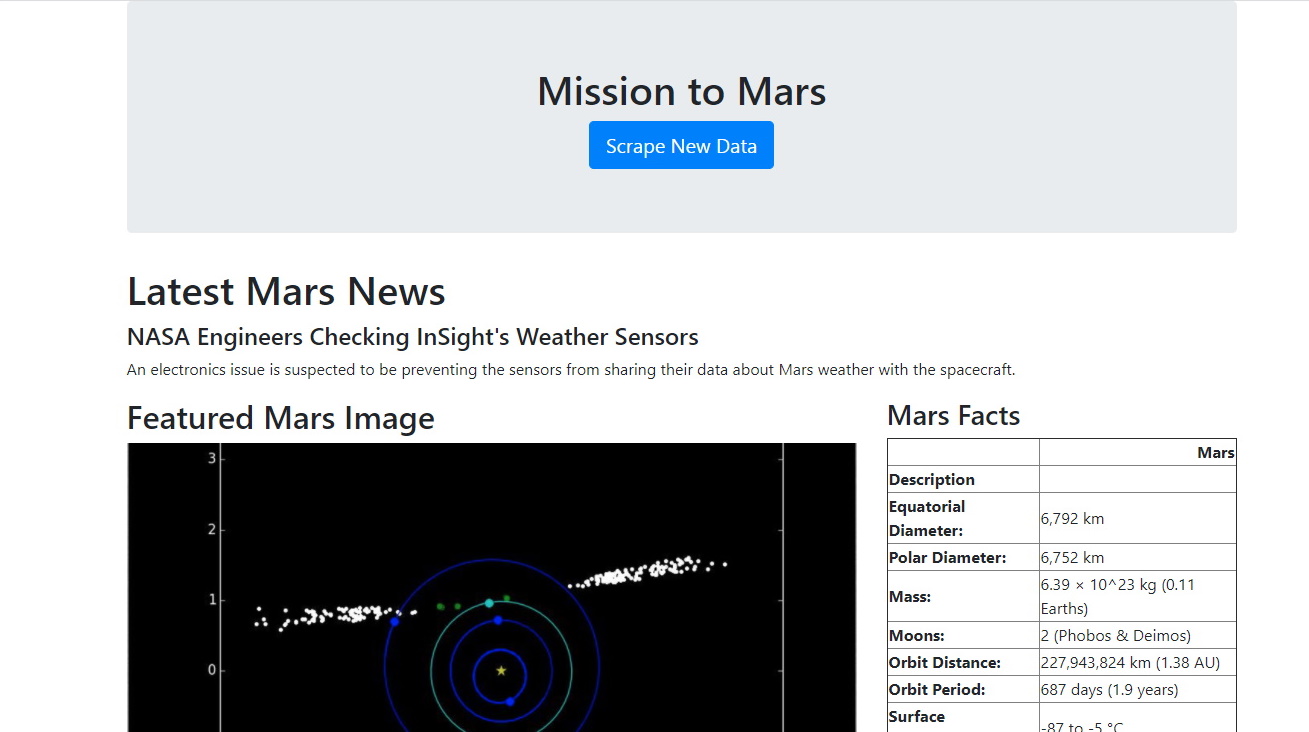 Mission to Mars
Scrape New Data
Latest Mars News
NASA Engineers Checking InSight's Weather Sensors
An electronics issue is suspected to be preventing the sensors from sharing their data about Mars weather with the spacecraft.
Featured Mars Image
3
2
1
0
Mars Facts
Mars
Description
Equatorial
Diameter:
6,792 km
Polar Diameter:
6,752 km
Mass:
6.39 × 10^23 kg (0.11
Earths)
Moons:
2 (Phobos & Deimos)
Orbit Distance:
227,943,824 km (1.38 AU)
Orbit Period:
687 days (1.9 years)
Surface
-87 to -5 °C